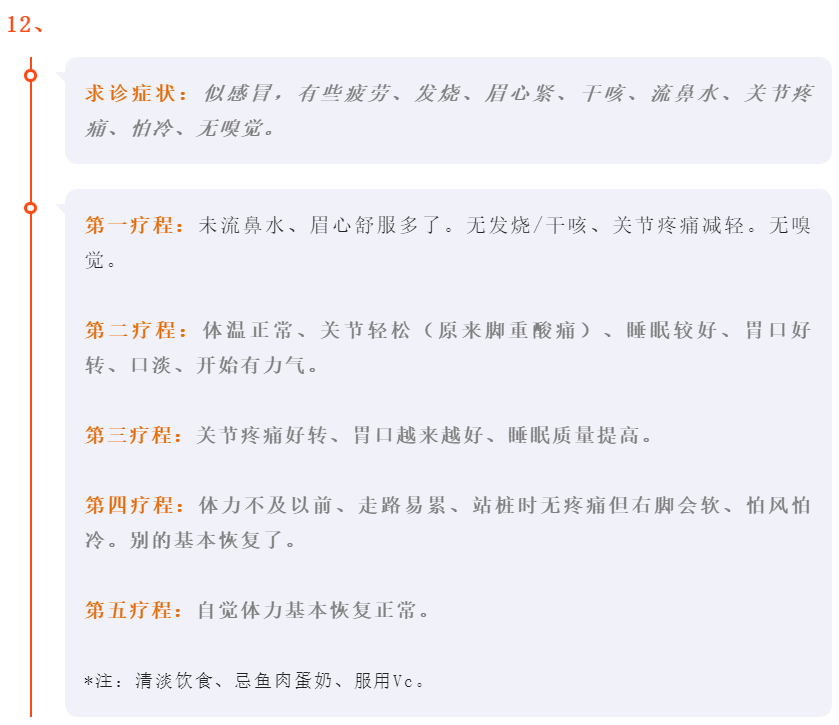 12、
求诊症状：似感冒，有些疲劳、发烧、眉心紧、干咳、流鼻水、关节疼
痛、怕冷、无嗅觉。
第一疗程：未流鼻水、眉心舒服多了。无发烧/干咳、关节疼痛减轻。无嗅
觉。
第二疗程：体温正常、关节轻松（原来脚重酸痛）、睡眠较好、胃口好
转、口淡、开始有力气。
第三疗程：关节疼痛好转、胃口越来越好、睡眠质量提高。
第四疗程：体力不及以前、走路易累、站桩时无疼痛但右脚会软、怕风怕
冷。别的基本恢复了。
第五疗程：自觉体力基本恢复正常。
*注：清淡饮食、忌鱼肉蛋奶、服用Vc。